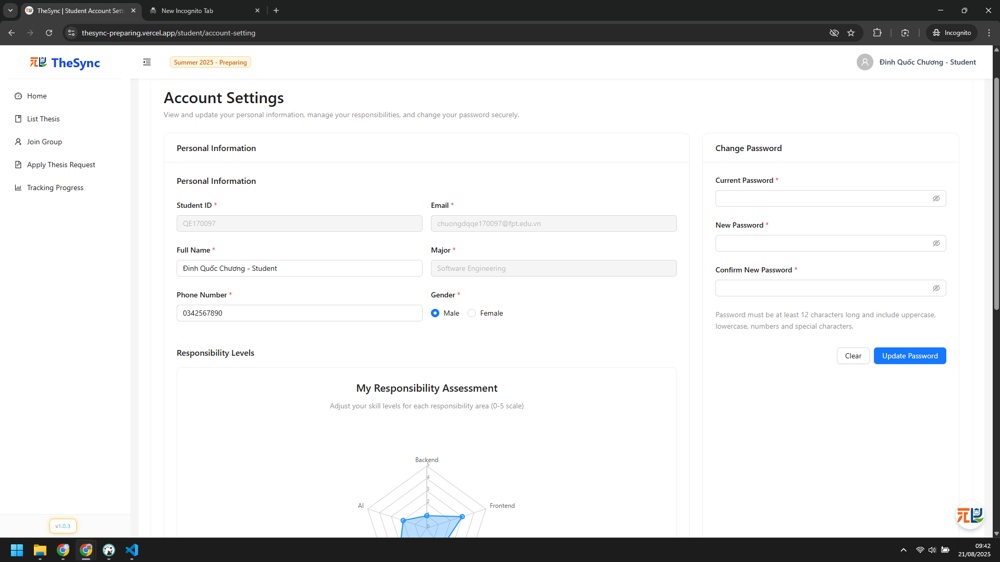 TheSync | Student Account Sett
New Incognito Tab
thesync-preparing.vercel.app/student/account-setting
Incognito
TheSync
Summer 2025 - Preparing
Đinh Quốc Chương - Student
Home
List Thesis
Join Group
Apply Thesis Request
Tracking Progress
v1.0.3
Account Settings
View and update your personal information, manage your responsibilities, and change your password securely.
Personal Information
Personal Information
Student ID *
Email *
QE170097
chuongdqqe170097@fpt.edu.vn
Full Name *
Major *
Đinh Quốc Chương - Student
Software Engineering
Phone Number *
Gender *
0342567890
Male
Female
Responsibility Levels
My Responsibility Assessment
Adjust your skill levels for each responsibility area (0-5 scale)
Backend
5
4
3
2
1
0
AI
Frontend
Change Password
Current Password *
New Password *
Confirm New Password *
Password must be at least 12 characters long and include uppercase,
lowercase, numbers and special characters.
Clear
Update Password
09:42
21/08/2025